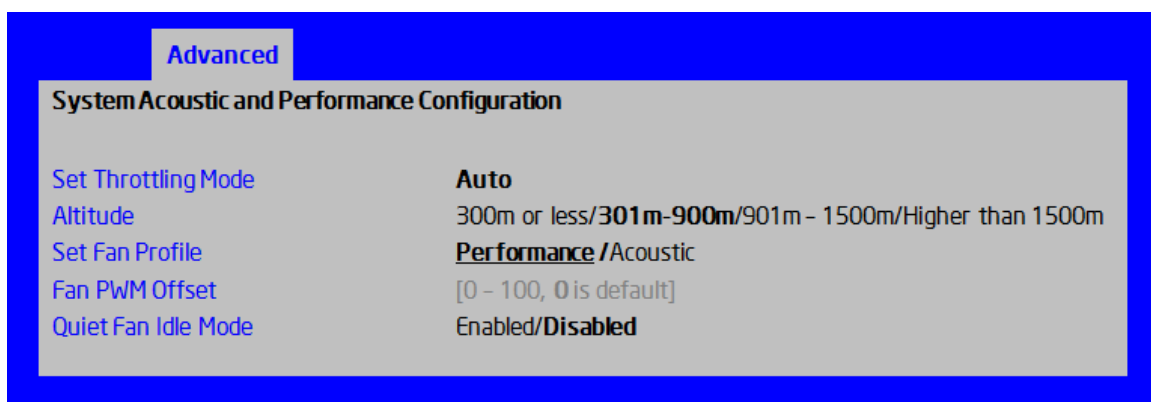 Advanced
System Acoustic and Performance Configuration
Set Throttling Mode Auto
Altitude 300m or less/301m-900m/901m – 1500m/Higher than 1500m
Set Fan Profile Performance /Acoustic
Fan PWM Offset [0 – 100, 0 is default]
Quiet Fan Idle Mode Enabled/Disabled